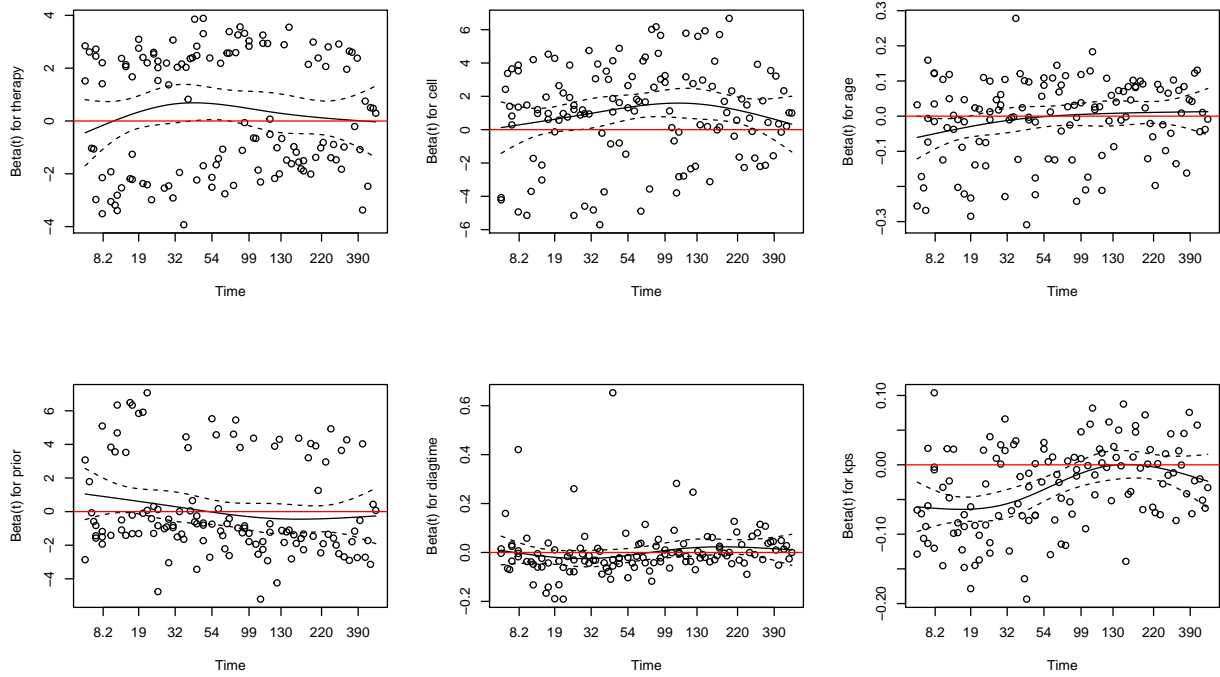 Beta(t) for therapy
4
2
0
−2
−4
8.2 19 32 54 99 130 220 390
Time
Beta(t) for cell
6
4
2
0
−2
−4
−6
8.2 19 32 54 99 130 220 390
Time
Beta(t) for age
0.3
0.2
0.1
0.0
−0.1
−0.3
8.2 19 32 54 99 130 220 390
Time
Beta(t) for prior
6
4
2
0
−2
−4
8.2 19 32 54 99 130 220 390
Time
Beta(t) for diagtime
0.6
0.4
0.2
0.0
−0.2
8.2 19 32 54 99 130 220 390
Time
Beta(t) for kps
0.10
0.00
−0.10
−0.20
8.2 19 32 54 99 130 220 390
Time